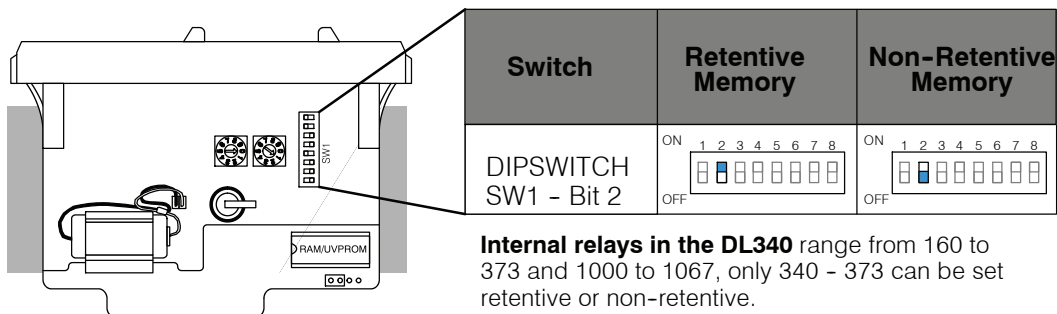 Switch
Retentive
Memory
Non-Retentive
Memory
DIPSWITCH
SW1 - Bit 2
ON
1 2 3 4 5 6 7 8
OFF
ON
1 2 3 4 5 6 7 8
OFF
SW1
RAM/UVPROM
Internal relays in the DL340 range from 160 to
373 and 1000 to 1067, only 340 - 373 can be set
retentive or non-retentive.